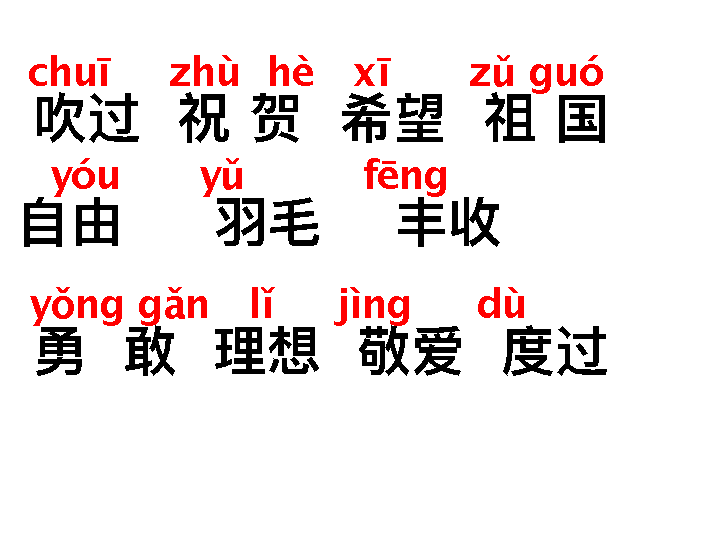 chuī zhù hè xī zǔ guó
吹过 祝 贺 希望 祖 国
yóu yǔ fēng
自由 羽毛 丰收
yǒng gǎn lǐ jìng dù
勇 敢 理想 敬爱 度过